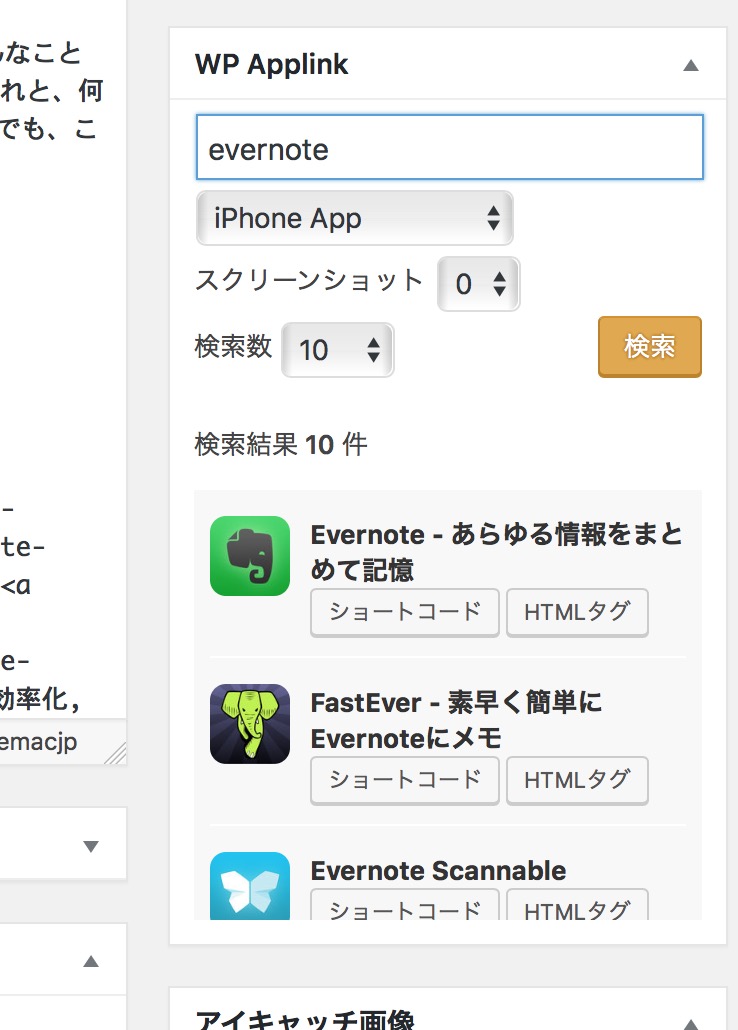 なこと
れと、何
でも、こ
-
te-
<a
e-
効率化,
emacjp
WP Applink
evernote
iPhone App
スクリーンショット 0
検索数 10 検索
検索結果 10 件
Evernote - あらゆる情報をまと
めて記憶
ショートコード HTMLタグ
FastEver - 素早く簡単に
Evernoteにメモ
ショートコード HTMLタグ
Evernote Scannable
ショートコード HTMLタグ
アイキャッチ画像